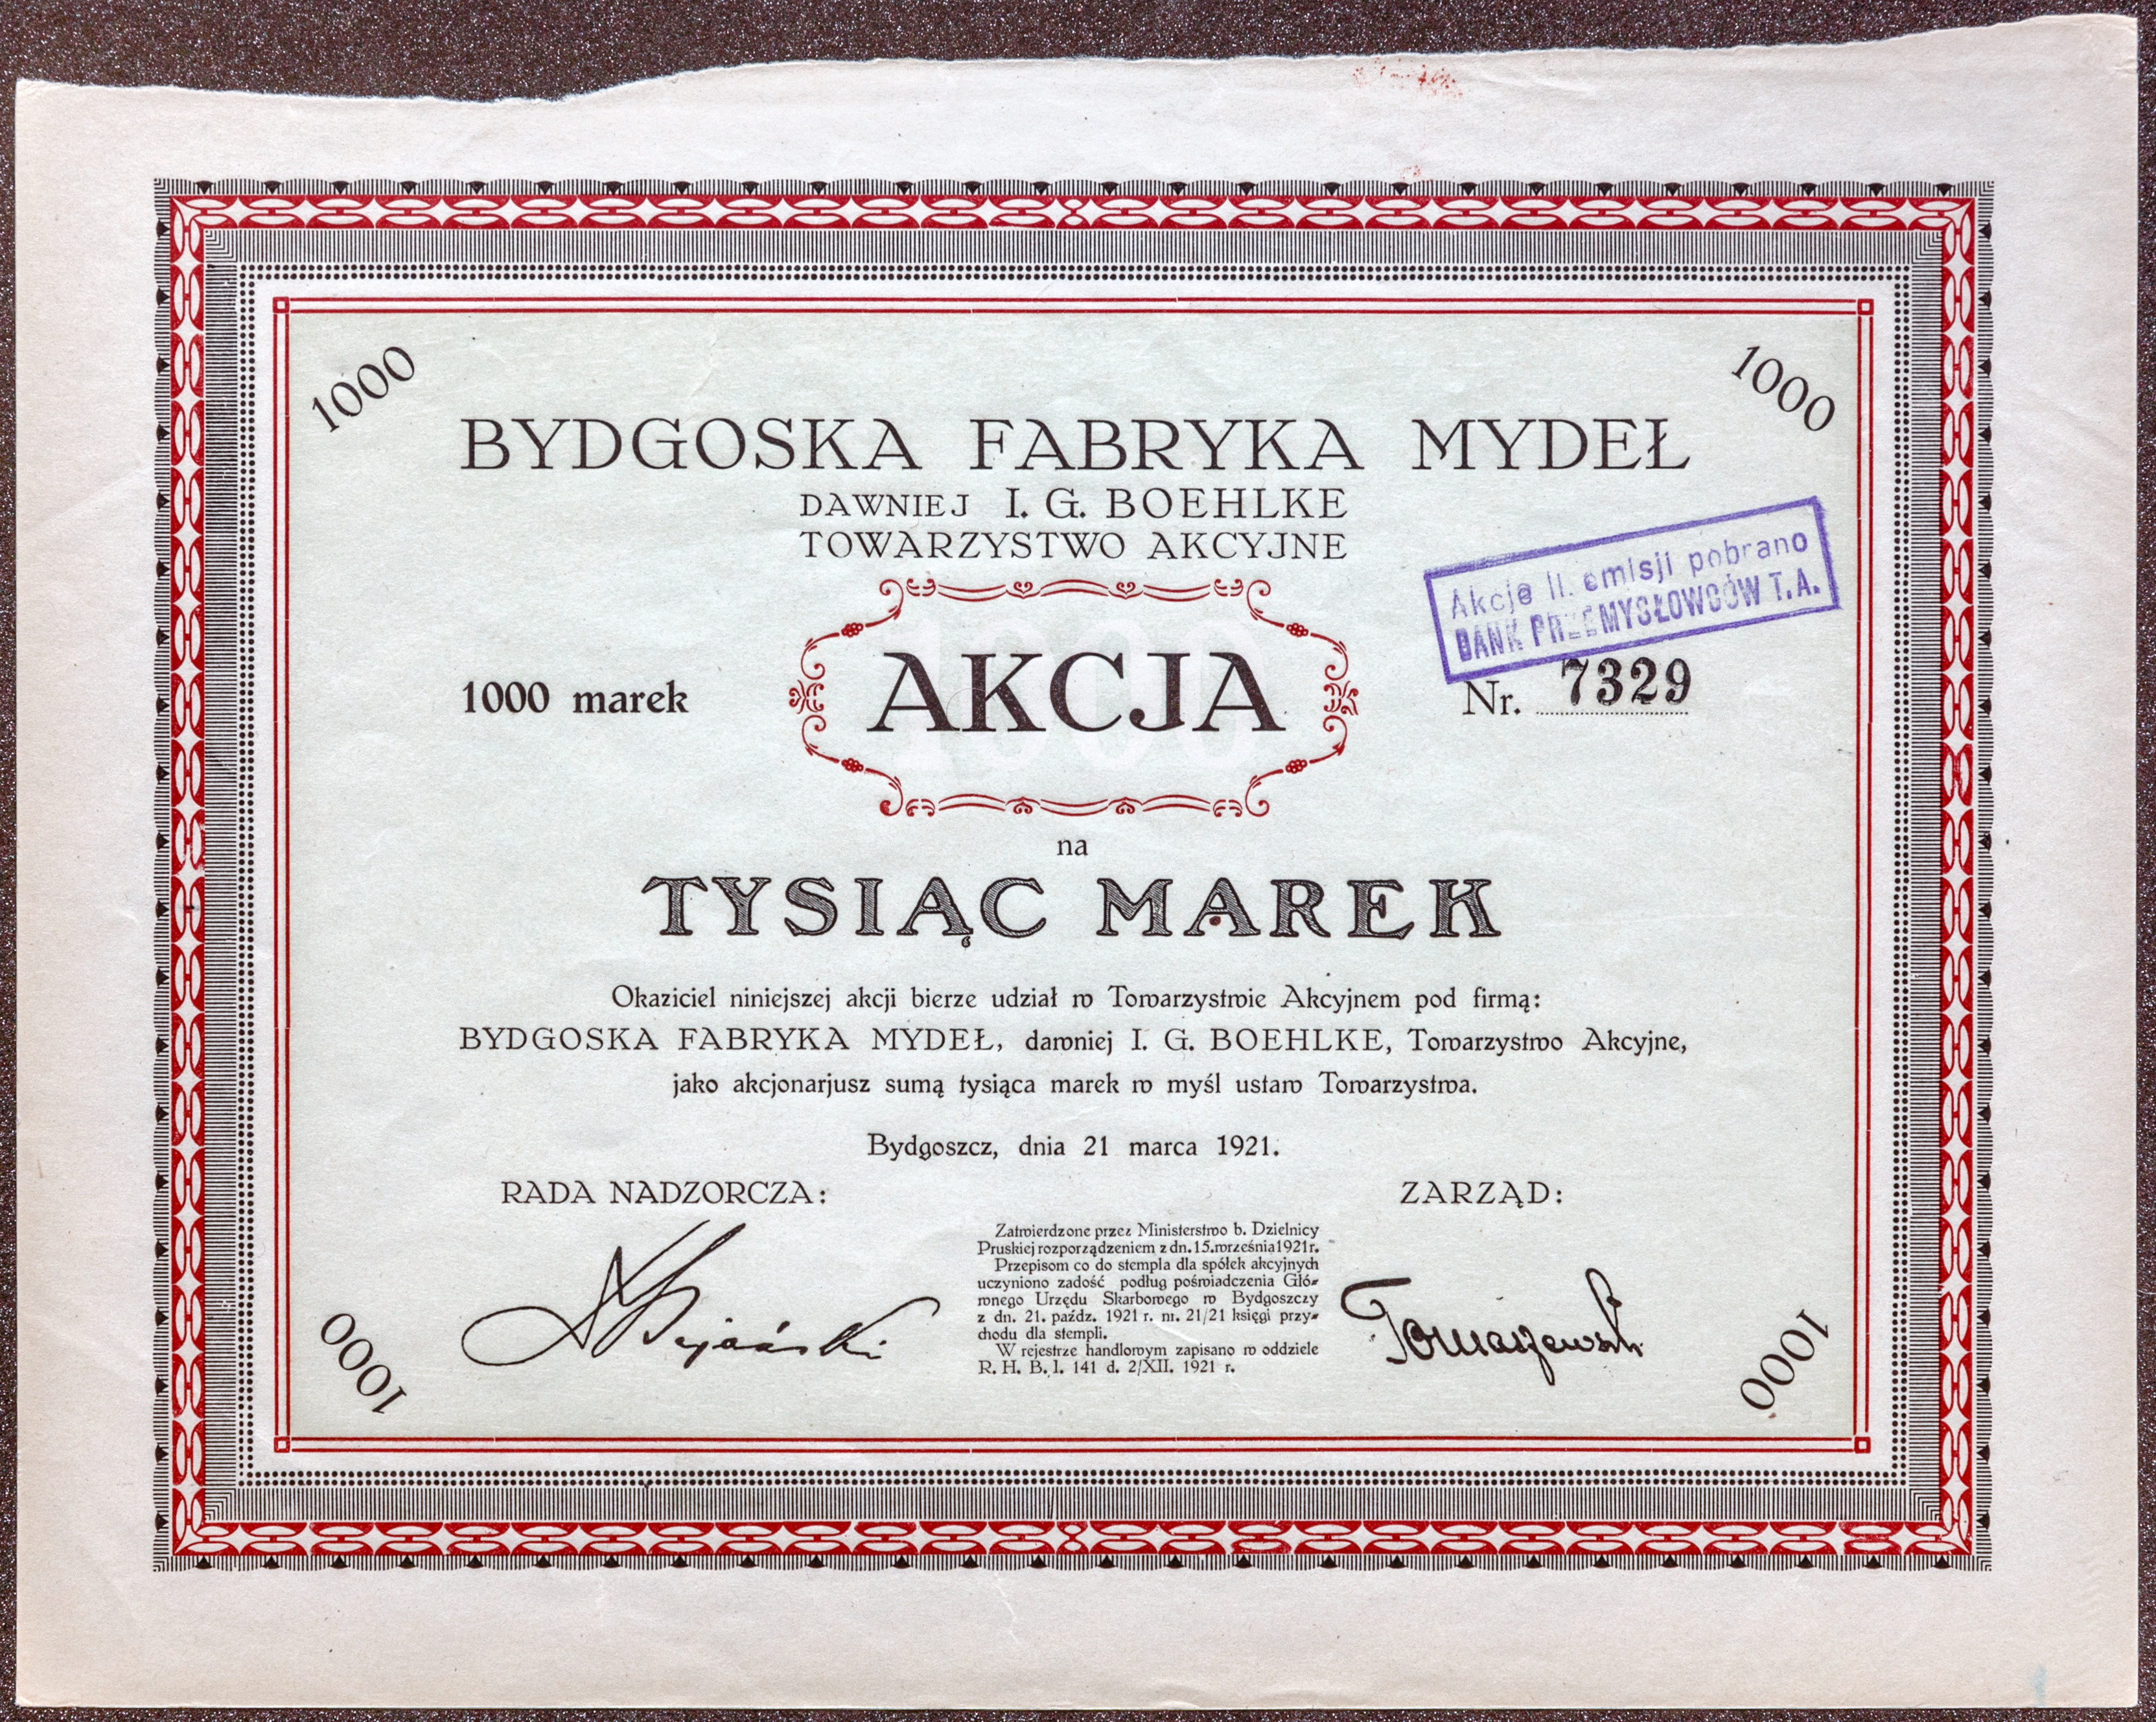 1000
1000
BYDGOSKA FABRYKA MYDEŁ
DAWNIEJ I. G. BOEHLKE
TOWARZYSTWO AKCYJNE
Akcje II. emisji pobrano
BANK PRZEMYSŁOWCÓW T.A.
1000 marek
1000
AKCJA
Nr. 7329
na
TYSIĄC MAREK
Okaziciel niniejszej akcji bierze udział w Towarzystwie Akcyjnem pod firmą:
BYDGOSKA FABRYKA MYDEŁ, dawniej I. G. BOEHLKE, Towarzystwo Akcyjne,
jako akcjonarjusz sumą tysiąca marek w myśl ustaw Towarzystwa.
Bydgoszcz, dnia 21 marca 1921.
RADA NADZORCZA:
ZARZĄD:
Zatwierdzone przez Ministerstwo b. Dzielnicy
Pruskiej rozporządzeniem z dn. 15. września 1921 r.
Przepisom co do stempla dla spółek akcyjnych
uczyniono zadość podług poświadczenia Głó-
wnego Urzędu Skarbowego w Bydgoszczy
z dn. 21. paźdz. 1921 r. nr. 21/21 księgi przy-
chodu dla stempli.
W rejestrze handlowym zapisano w oddziele
R. H. B. I. 141 d. 2/XII. 1921 r.
Tomaszewski
1000
1000